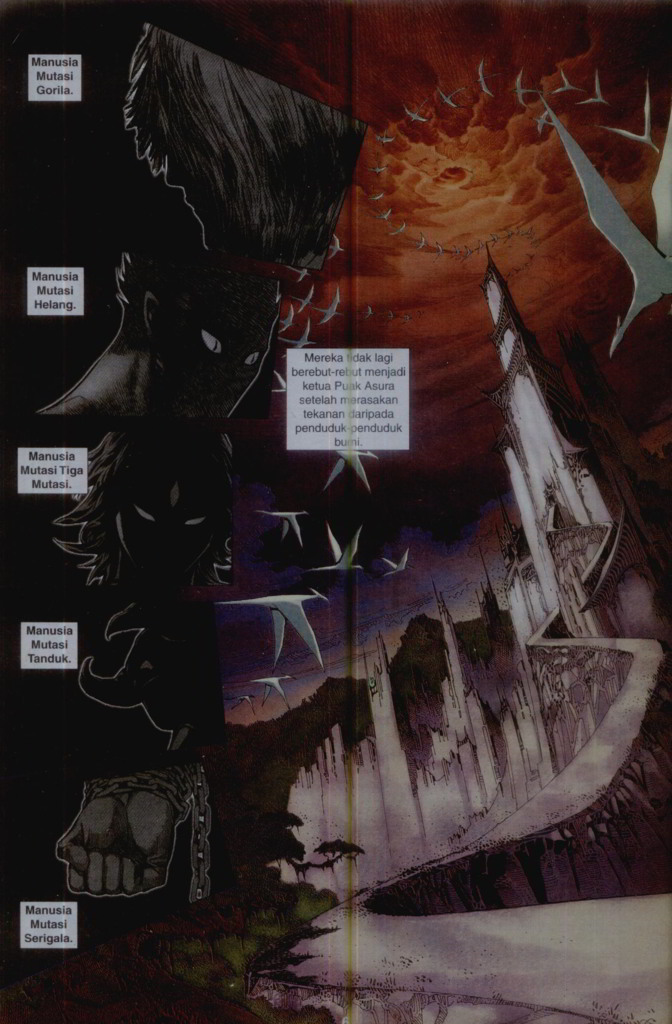 Manusia
Mutasi
Gorila.
Manusia
Mutasi
Helang.
Mereka tidak lagi
berebut-rebut menjadi
ketua Puak Asura
setelah merasakan
tekanan daripada
penduduk-penduduk
bumi.
Manusia
Mutasi Tiga
Mutasi.
Manusia
Mutasi
Tanduk.
Manusia
Mutasi
Serigala.